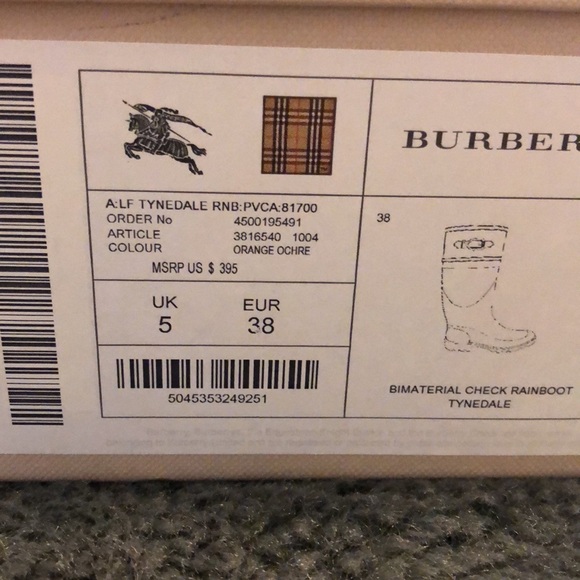 BURBER
A:LF TYNEDALE RNB:PVCA:81700
ORDER No 4500195491
ARTICLE 3816540 1004
COLOUR ORANGE OCHRE
MSRP US $ 395
UK EUR
5 38
5045353249251
38
BIMATERIAL CHECK RAINBOOT
TYNEDALE